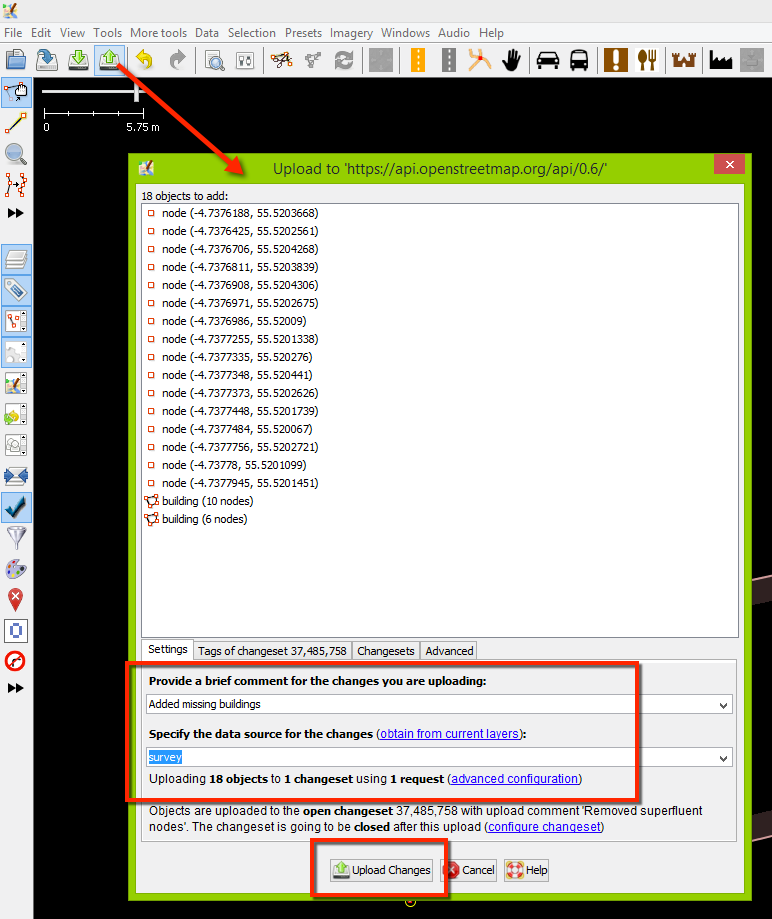 File Edit View Tools More tools Data Selection Presets Imagery Windows Audio Help
0 5.75 m
Upload to 'https://api.openstreetmap.org/api/0.6/'
18 objects to add:
node (-4.7376188, 55.5203668)
node (-4.7376425, 55.5202561)
node (-4.7376706, 55.5204268)
node (-4.7376811, 55.5203839)
node (-4.7376908, 55.5204306)
node (-4.7376971, 55.5202675)
node (-4.7376986, 55.52009)
node (-4.7377255, 55.5201338)
node (-4.7377335, 55.520276)
node (-4.7377348, 55.520441)
node (-4.7377373, 55.5202626)
node (-4.7377448, 55.5201739)
node (-4.7377484, 55.520067)
node (-4.7377756, 55.5202721)
node (-4.73778, 55.5201099)
node (-4.7377945, 55.5201451)
building (10 nodes)
building (6 nodes)
Settings Tags of changeset 37,485,758 Changesets Advanced
Provide a brief comment for the changes you are uploading:
Added missing buildings
Specify the data source for the changes (obtain from current layers):
survey
Uploading 18 objects to 1 changeset using 1 request (advanced configuration)
Objects are uploaded to the open changeset 37,485,758 with upload comment 'Removed superfluent
nodes'. The changeset is going to be closed after this upload (configure changeset)
Upload Changes Cancel Help